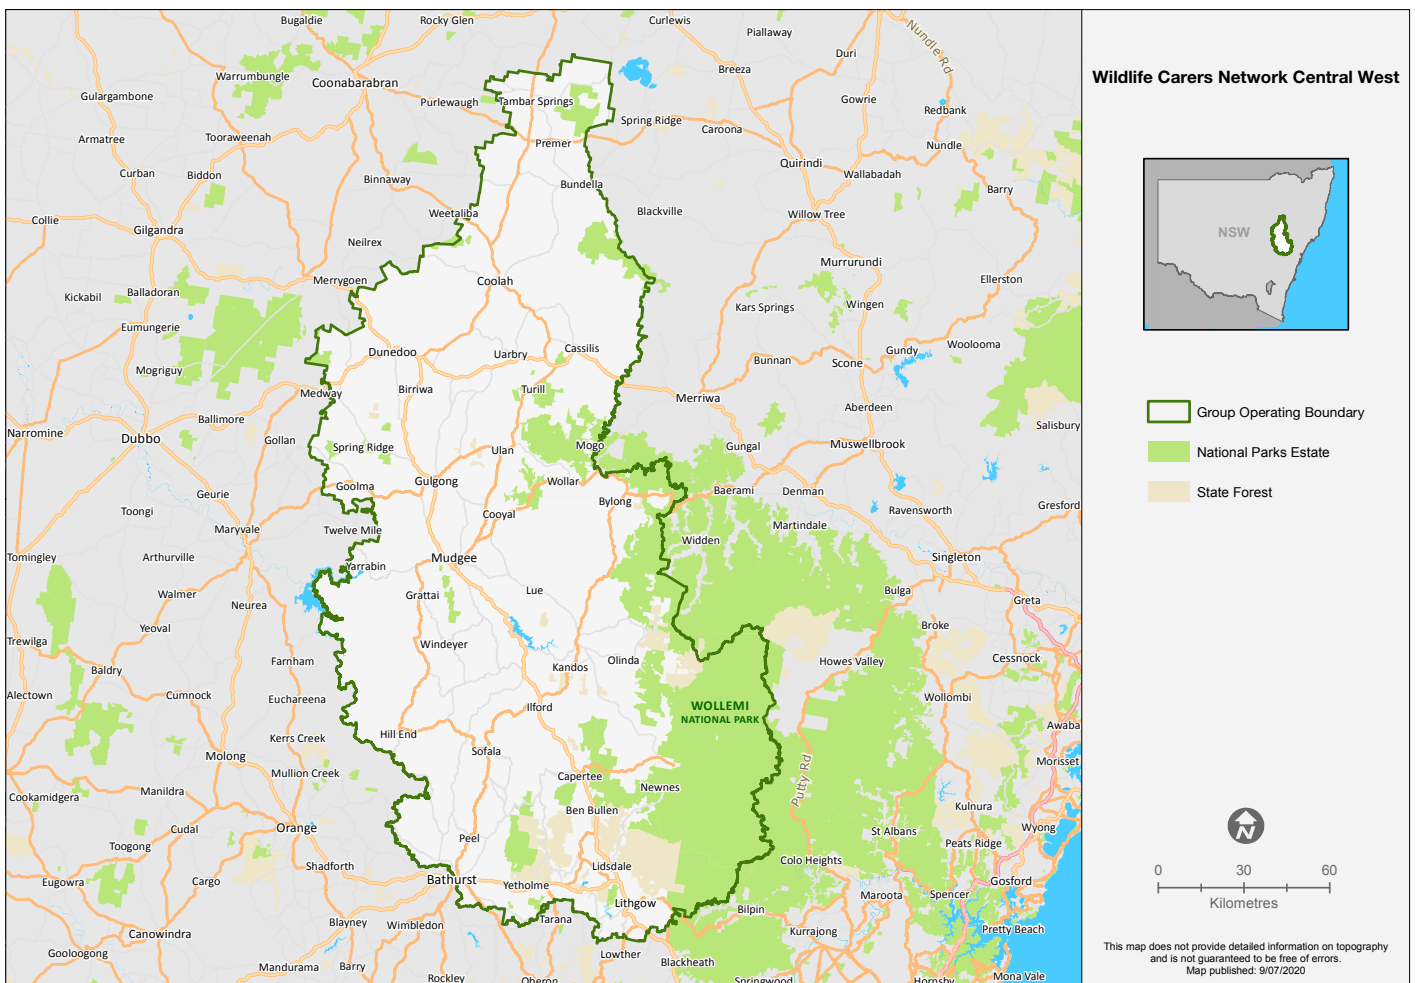 Bugaldie
Rocky Glen
Curlewis
Piallaway
Nundle Rd
Duri
Warrumbungle
Coonabarabran
Breeza
Gulargambone
Purlewaugh
Tambar Springs
Gowrie
Redbank
Spring Ridge
Caroona
Armatree
Tooraweenah
Premer
Nundle
Quirindi
Curban
Biddon
Binnaway
Bundella
Wallabadah
Barry
Weetaliba
Blackville
Willow Tree
Collie
Gilgandra
Neilrex
Murrurundi
Merrygoen
Coolah
Ellerston
Kickabil
Balladoran
Kars Springs
Wingen
Eumungerie
Dunedoo
Uarbry
Cassilis
Gundy
Woolooma
Bunnan
Scone
Mogriguy
Medway
Birriwa
Turill
Merriwa
Aberdeen
Narromine
Dubbo
Ballimore
Gollan
Spring Ridge
Ulan
Mogo
Gungal
Muswellbrook
Salisbury
Goolma
Gulgong
Wollar
Geurie
Bylong
Baerami
Denman
Toongi
Cooyal
Ravensworth
Gresford
Maryvale
Twelve Mile
Martindale
Widden
Tomingley
Arthurville
Yarrabin
Mudgee
Singleton
Walmer
Neurea
Grattai
Lue
Bulga
Greta
Trewilga
Yeoval
Windeyer
Broke
Baldry
Farnham
Kandos
Olinda
Howes Valley
Cessnock
Alectown
Cumnock
Euchareena
Ilford
WOLLEMI
NATIONAL PARK
Wollombi
Kerrs Creek
Hill End
Awaba
Molong
Sofala
Putty Rd
Morisset
Mullion Creek
Capertee
Newnes
Cookamidgera
Manildra
Ben Bullen
Kulnura
Cudal
Orange
Peel
St Albans
Wyong
Toogong
Peats Ridge
Shadforth
Lidsdale
Colo Heights
Eugowra
Cargo
Bathurst
Yetholme
Gosford
Lithgow
Maroota
Spencer
Blayney
Wimbledon
Tarana
Bilpin
Canowindra
Kurrajong
Pretty Beach
Gooloogong
Lowther
Mandurama
Barry
Blackheath
Rockley
Oberon
Springwood
Hornsby
Mona Vale
Wildlife Carers Network Central West
NSW
Group Operating Boundary
National Parks Estate
State Forest
N
0 30 60
Kilometres
This map does not provide detailed information on topography
and is not guaranteed to be free of errors.
Map published: 9/07/2020